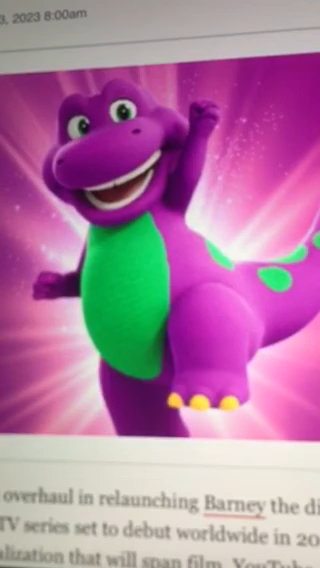 , 2023 8:00am
overhaul in relaunching Barney the di
TV series set to debut worldwide in 20
alization that will span film, YouTube